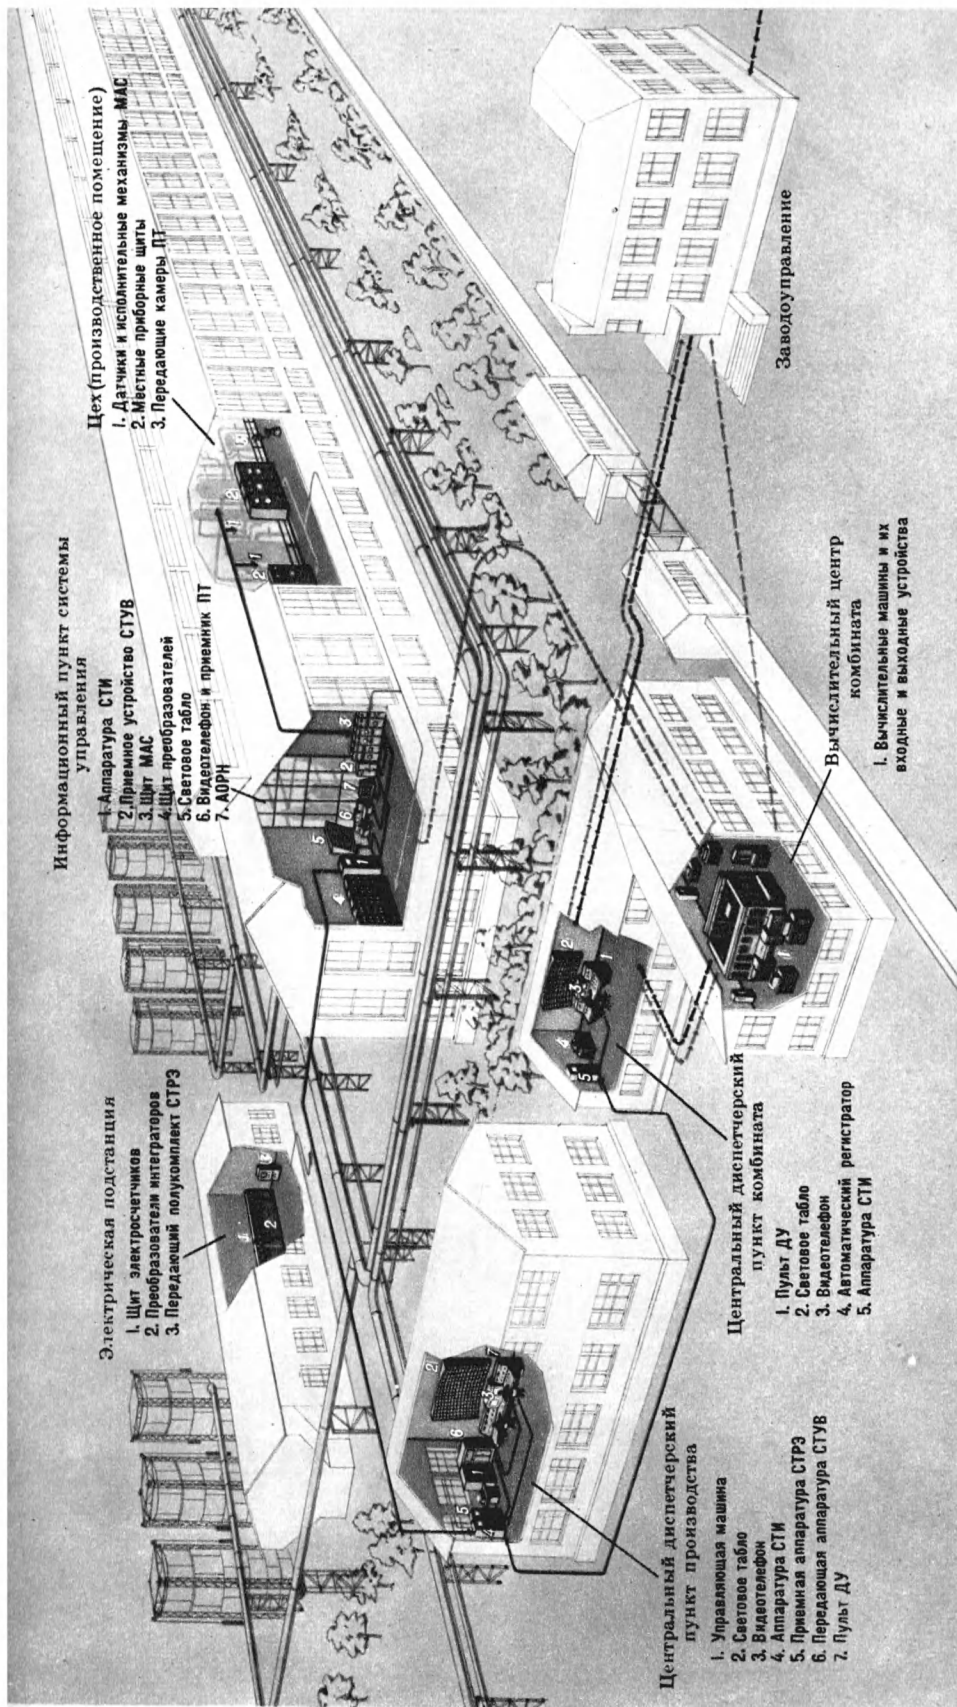 Электрическая подстанция
1. Щит электросчетчиков
2. Преобразователи интеграторов
3. Передающий полукомплект СТРЭ
Информационный пункт системы
управления
1. Аппаратура СТИ
2. Приемное устройство СТУВ
3. Щит МАС
4. Щит преобразователей
5. Световое табло
6. Видеотелефон и приемник ПТ
7. АОРН
Цех (производственное помещение)
1. Датчики и исполнительные механизмы МАС
2. Местные приборные щиты
3. Передающие камеры ПТ
Центральный диспетчерский
пункт производства
1. Управляющая машина
2. Световое табло
3. Видеотелефон
4. Аппаратура СТИ
5. Приемная аппаратура СТРЭ
6. Передающая аппаратура СТУВ
7. Пульт ДУ
Центральный диспетчерский
пункт комбината
1. Пульт ДУ
2. Световое табло
3. Видеотелефон
4. Автоматический регистратор
5. Аппаратура СТИ
Вычислительный центр
комбината
1. Вычислительные машины и их
входные и выходные устройства
Заводоуправление